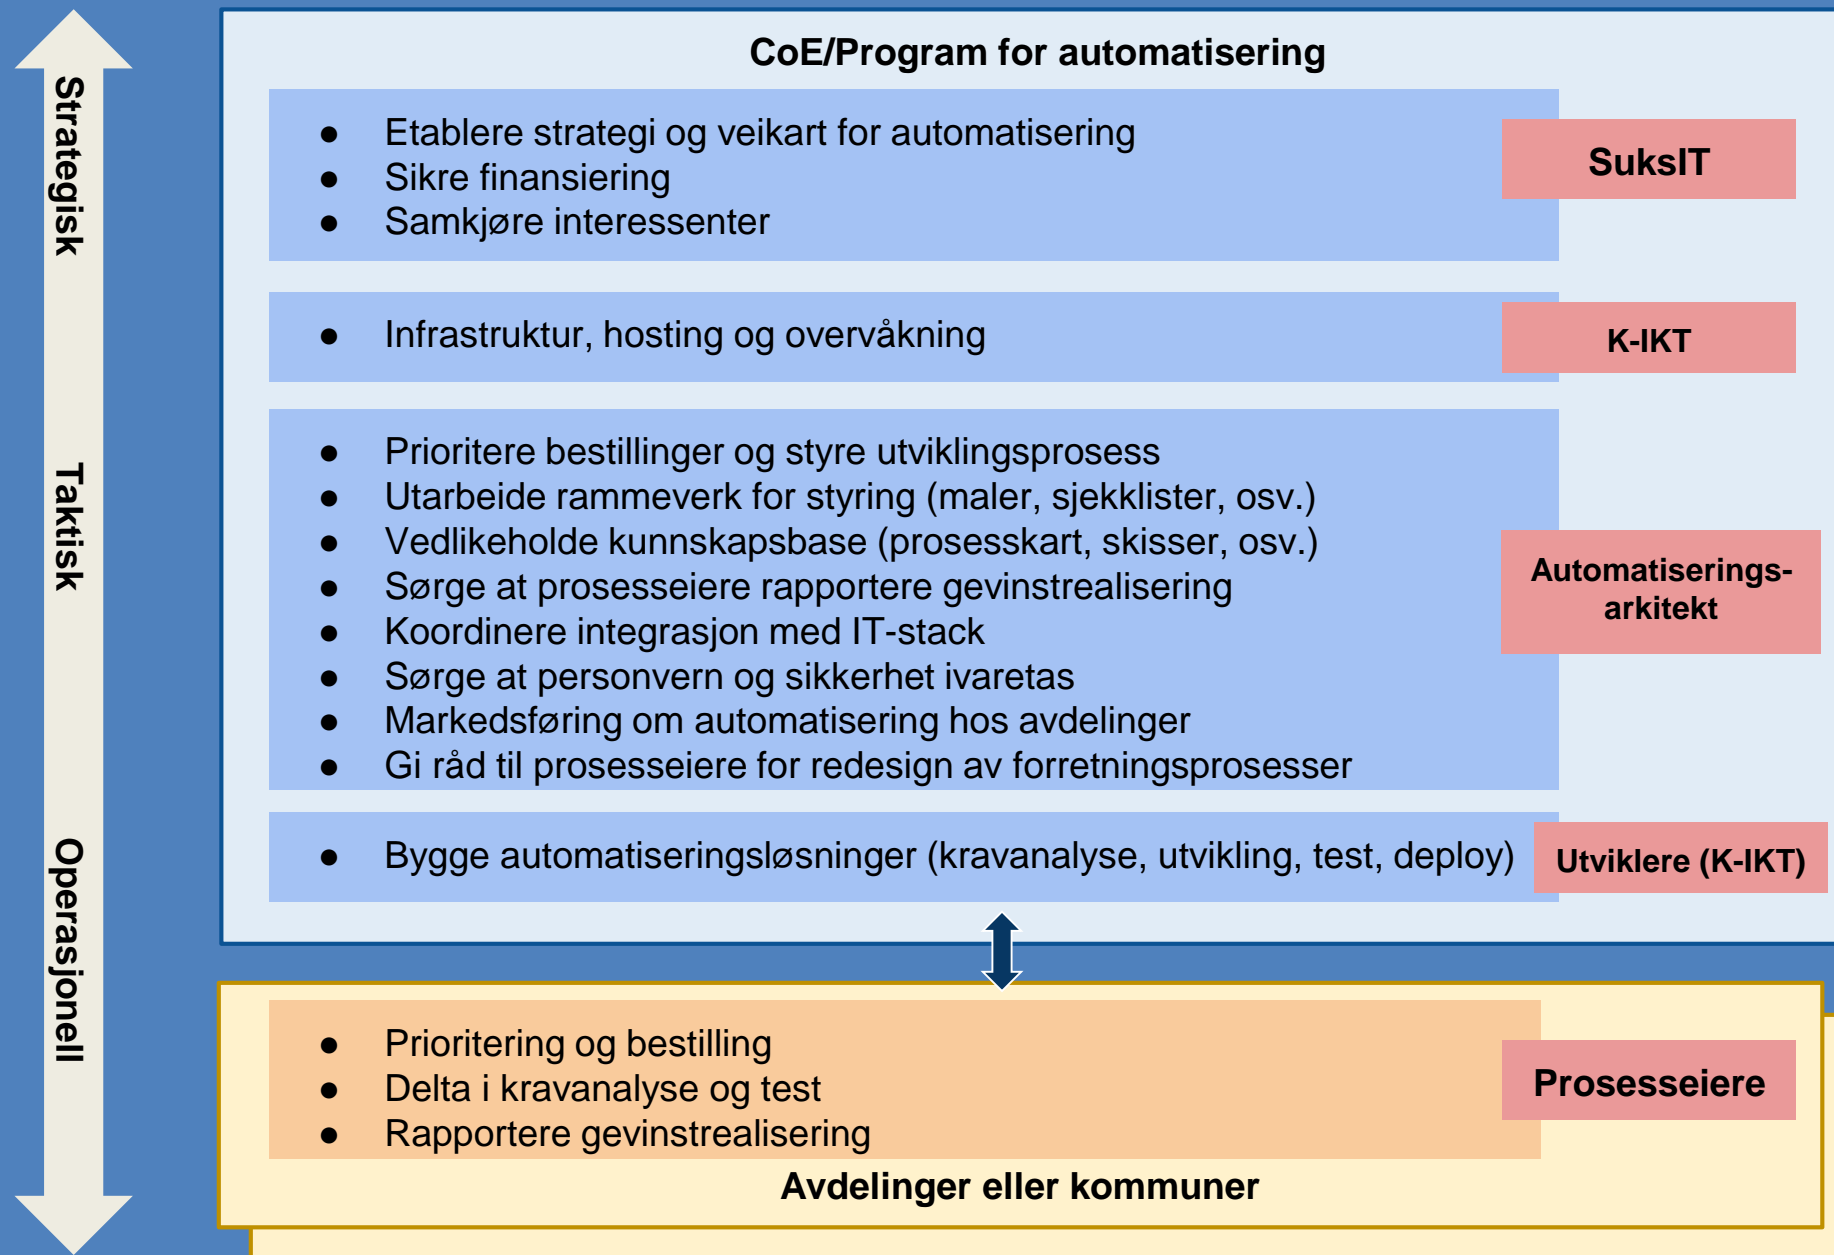 CoE/Program for automatisering
Strategisk
Taktisk
Operasjonell
● Etablere strategi og veikart for automatisering
● Sikre finansiering
● Samkjøre interessenter
SuksIT
● Infrastruktur, hosting og overvåkning
K-IKT
● Prioritere bestillinger og styre utviklingsprosess
● Utarbeide rammeverk for styring (maler, sjekklister, osv.)
● Vedlikeholde kunnskapsbase (prosesskart, skisser, osv.)
● Sørge at prosesseiere rapportere gevinstrealisering
● Koordinere integrasjon med IT-stack
● Sørge at personvern og sikkerhet ivaretas
● Markedsføring om automatisering hos avdelinger
● Gi råd til prosesseiere for redesign av forretningsprosesser
Automatiserings-
arkitekt
● Bygge automatiseringsløsninger (kravanalyse, utvikling, test, deploy)
Utviklere (K-IKT)
● Prioritering og bestilling
● Delta i kravanalyse og test
● Rapportere gevinstrealisering
Prosesseiere
Avdelinger eller kommuner